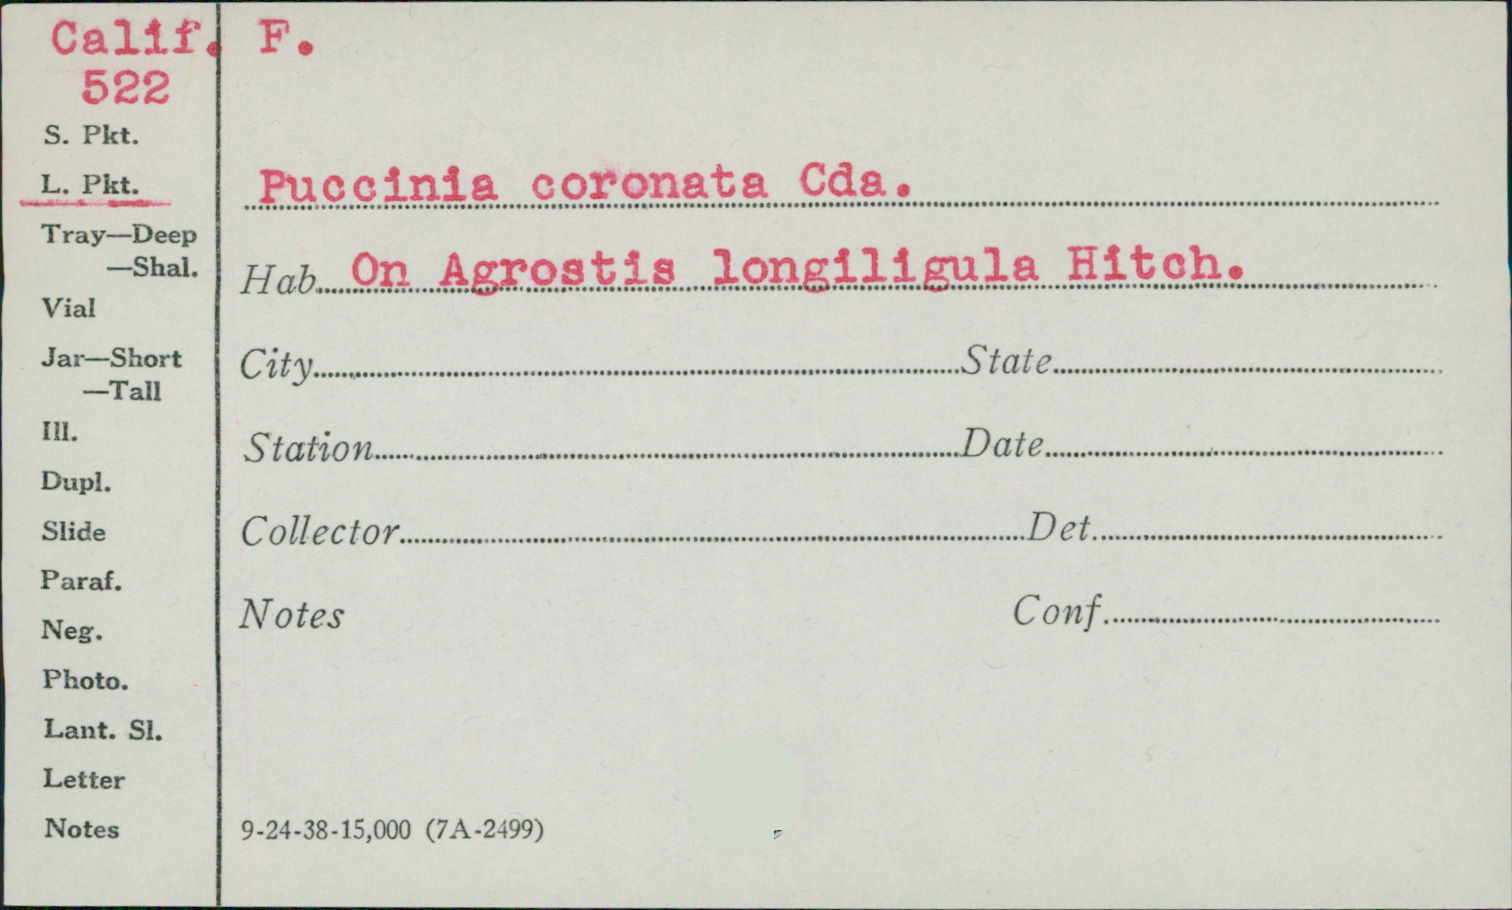 Calif. F.
522
S. Pkt.
L. Pkt.
Tray—Deep
—Shal.
Vial
Jar—Short
—Tall
Ill.
Dupl.
Slide
Paraf.
Neg.
Photo.
Lant. Sl.
Letter
Notes
Puccinia coronata Cda.
Hab. On Agrostis longiligula Hitch.
City State
Station Date
Collector Det.
Notes Conf.
9-24-38-15,000 (7A-2499)